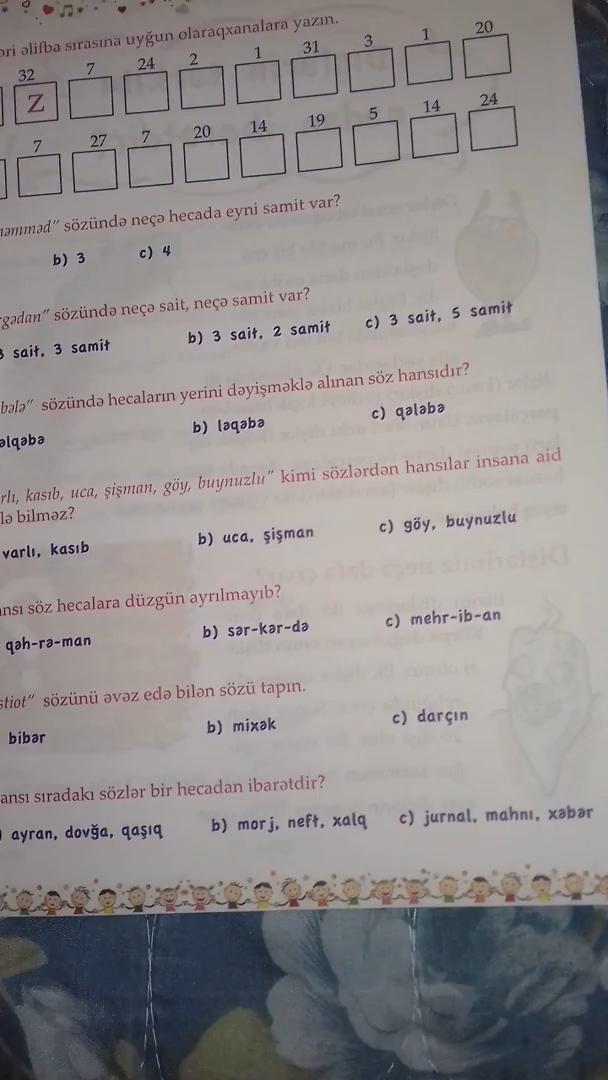 əri əlifba sırasına uyğun olaraqxanalara yazın.
32 7 24 2 1 31 3 1 20
Z
7 27 7 20 14 19 5 14 24
əmməd" sözündə neçə hecada eyni samit var?
b) 3 c) 4
gədan" sözündə neçə sait, neçə samit var?
3 sait, 3 samit b) 3 sait, 2 samit c) 3 sait, 5 samit
bələ" sözündə hecaların yerini dəyişməklə alınan söz hansıdır?
əlqəbə b) ləqəbə c) qələbə
rlı, kasıb, uca, şişman, göy, buynuzlu" kimi sözlərdən hansılar insana aid
lə bilməz?
varlı, kasıb b) uca, şişman c) göy, buynuzlu
nsı söz hecalara düzgün ayrılmayıb?
qəh-rə-man b) sər-kər-də c) mehr-ib-an
stiot" sözünü əvəz edə bilən sözü tapın.
bibər b) mixək c) darçın
ansı sıradakı sözlər bir hecadan ibarətdir?
) ayran, dovğa, qaşıq b) morj, neft, xalq c) jurnal, mahnı, xəbər